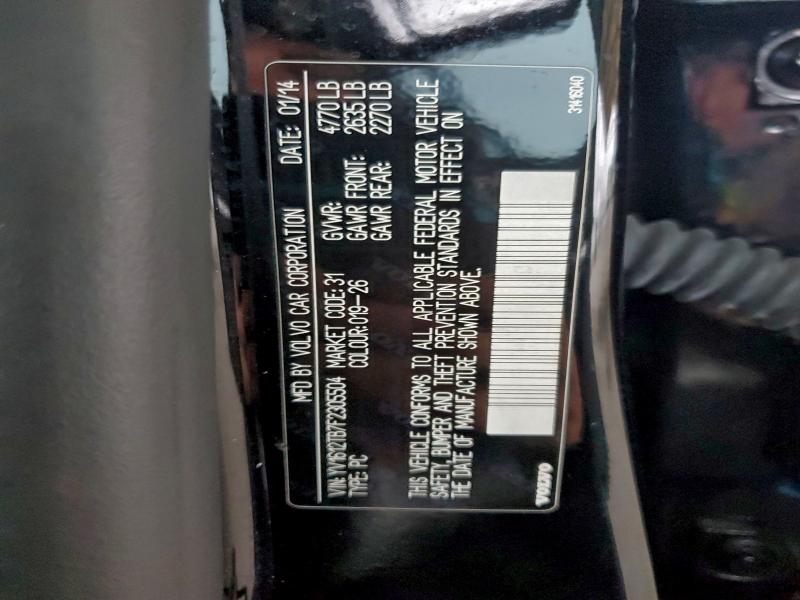 MFD BY VOLVO CAR CORPORATION DATE: 01/14
VIN: YV1612TB7F2305504 MARKET CODE: 31 GVWR: 4770 LB
TYPE: PC COLOUR: 019-26 GAWR FRONT: 2635 LB
GAWR REAR: 2270 LB
THIS VEHICLE CONFORMS TO ALL APPLICABLE FEDERAL MOTOR VEHICLE
SAFETY, BUMPER AND THEFT PREVENTION STANDARDS IN EFFECT ON
THE DATE OF MANUFACTURE SHOWN ABOVE.
VOLVO 31416040